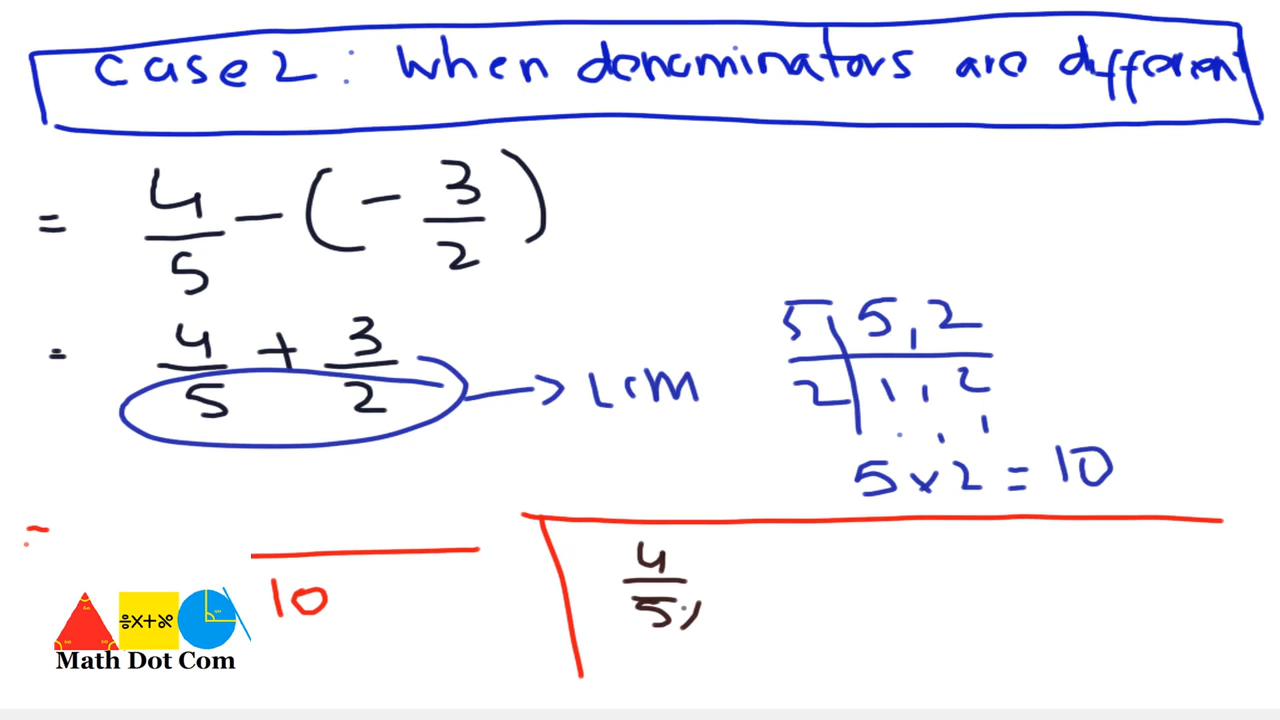 case 2 : When denominators are different
= 4/5 - (- 3/2)
= 4/5 + 3/2 → LCM
5 | 5, 2
2 | 1, 2
. , 1
5 × 2 = 10
=
10
4/5,
÷×+%
Math Dot Com